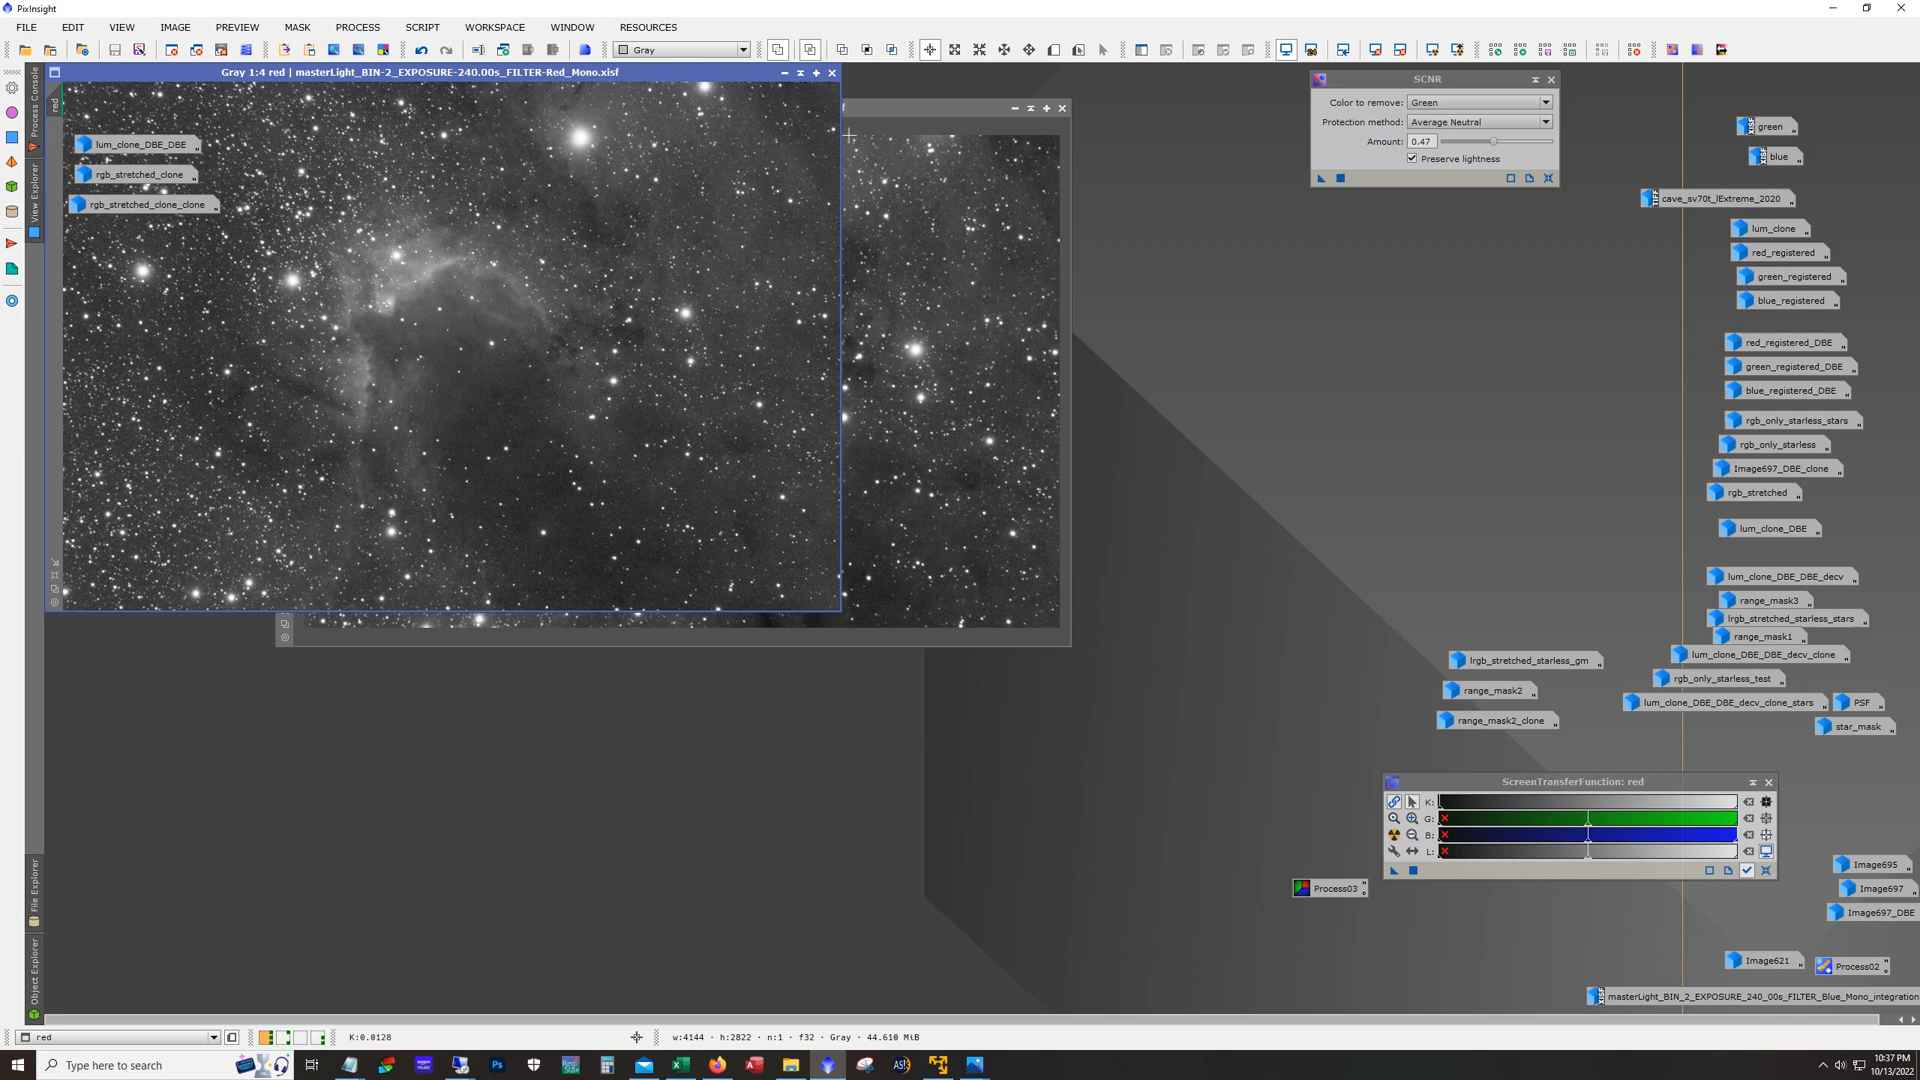 PixInsight
FILE EDIT VIEW IMAGE PREVIEW MASK PROCESS SCRIPT WORKSPACE WINDOW RESOURCES
Gray
Gray 1:4 red | masterLight_BIN-2_EXPOSURE-240.00s_FILTER-Red_Mono.xisf
red
Process Console
View Explorer
File Explorer
Object Explorer
lum_clone_DBE_DBE
rgb_stretched_clone
rgb_stretched_clone_clone
SCNR
Color to remove: Green
Protection method: Average Neutral
Amount: 0.47
Preserve lightness
green
blue
cave_sv70t_lExtreme_2020
lum_clone
red_registered
green_registered
blue_registered
red_registered_DBE
green_registered_DBE
blue_registered_DBE
rgb_only_starless_stars
rgb_only_starless
Image697_DBE_clone
rgb_stretched
lum_clone_DBE
lum_clone_DBE_DBE_decv
range_mask3
lrgb_stretched_starless_stars
range_mask1
lum_clone_DBE_DBE_decv_clone
rgb_only_starless_test
lum_clone_DBE_DBE_decv_clone_stars
PSF
star_mask
lrgb_stretched_starless_gm
range_mask2
range_mask2_clone
ScreenTransferFunction: red
K:
G:
B:
L:
Process03
Image695
Image697
Image697_DBE
Image621
Process02
masterLight_BIN_2_EXPOSURE_240_00s_FILTER_Blue_Mono_integration
red
K:0.0128
w:4144 · h:2822 · n:1 · f32 · Gray · 44.610 MiB
Type here to search
10:37 PM
10/13/2022